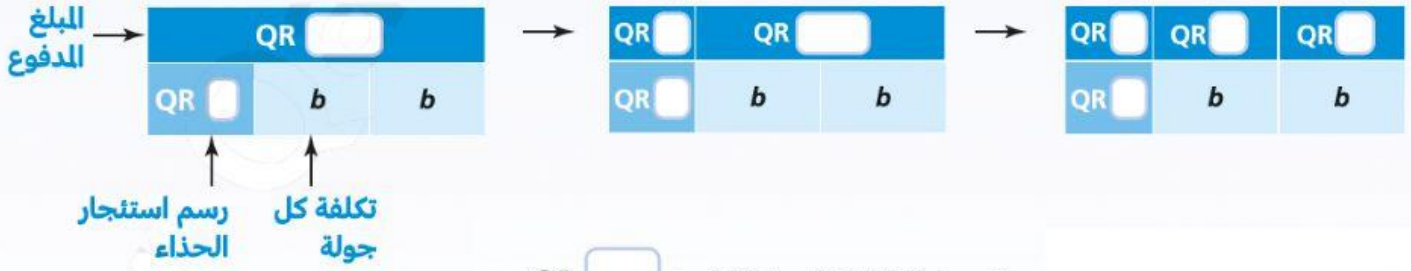 المبلغ المدفوع
QR
QR b b
QR QR
QR b b
QR QR QR
QR b b
رسم استئجار الحذاء
تكلفة كل جولة